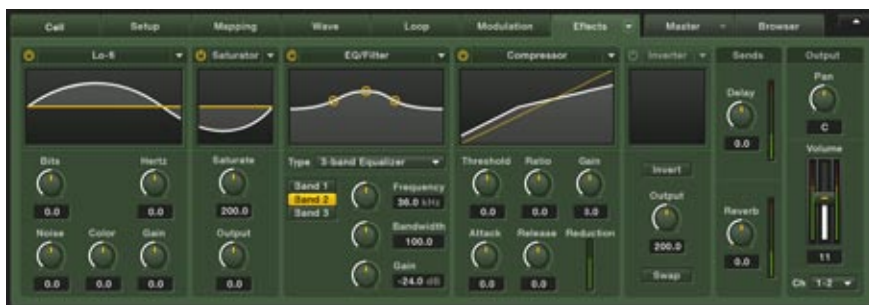 Cell Setup Mapping Wave Loop Modulation Effects Master Browser
Lo-fi Saturator EQ/Filter Compressor Inverter Sends Output
Pan
Delay
C
0.0
Volume
Bits Hertz Saturate Type 3-band Equalizer Threshold Ratio Gain
Band 1 Frequency Invert
Band 2 36.0 kHz
Band 3
0.0 0.0 200.0 0.0 0.0 0.0
Output
Bandwidth Reverb
100.0
Noise Color Gain Output Attack Release Reduction
200.0
0.0
11
Gain
-24.0 dB
Swap
0.0 0.0 0.0 0.0 0.0 0.0
Ch 1-2